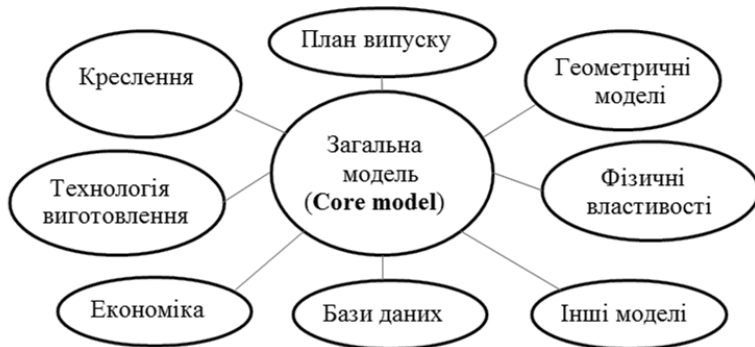 План випуску
Креслення
Геометричні
моделі
Загальна
модель
(Core model)
Технологія
виготовлення
Фізичні
властивості
Економіка
Бази даних
Інші моделі